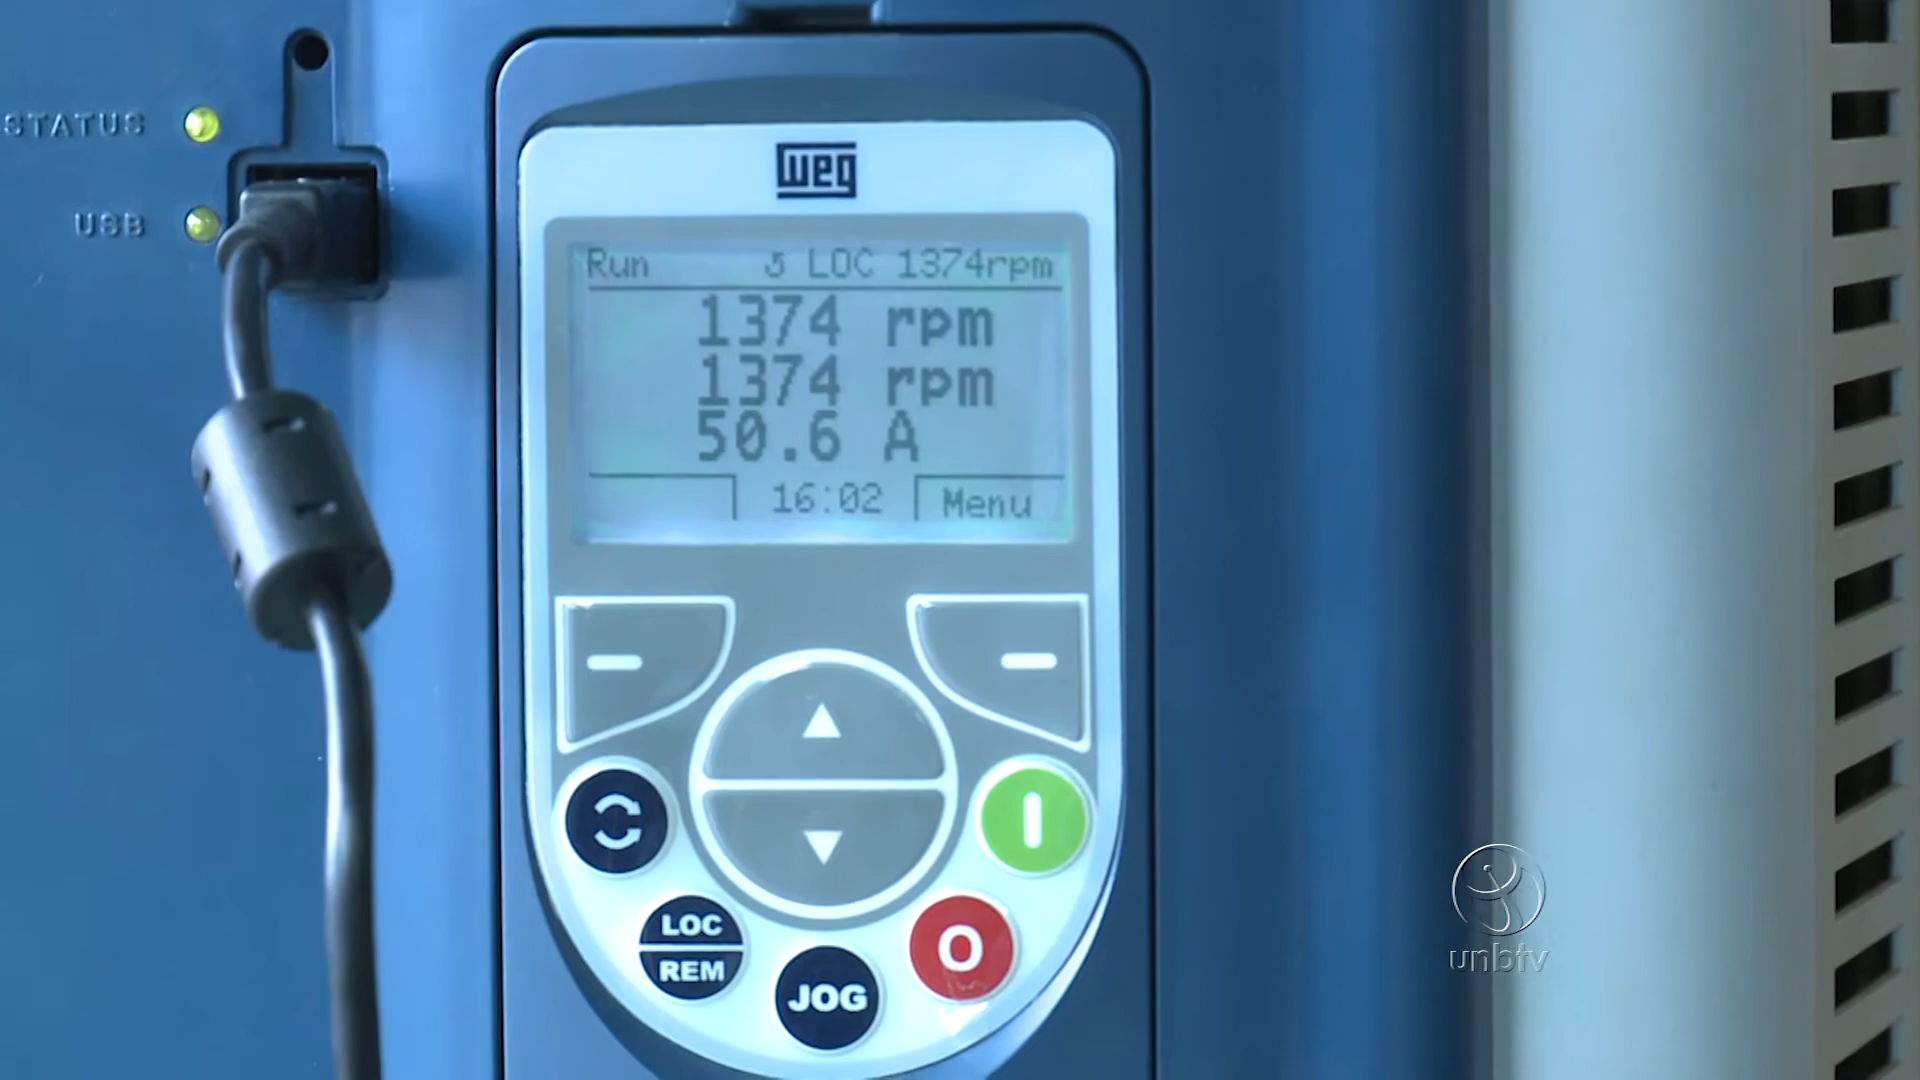 STATUS
USB
weg
Run LOC 1374rpm
1374 rpm
1374 rpm
50.6 A
16:02 Menu
LOC
REM
JOG
O
unbtv